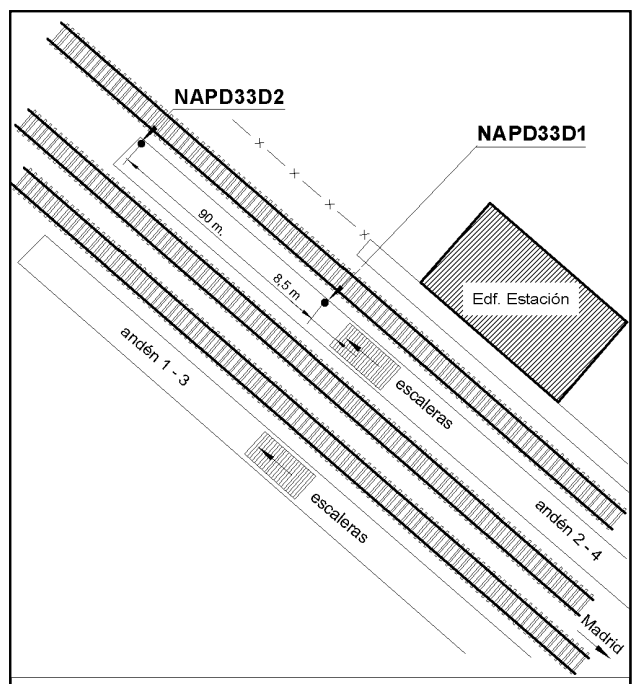 NAPD33D2
NAPD33D1
90 m.
8,5 m
Edf. Estación
andén 1 - 3
escaleras
escaleras
andén 2 - 4
Madrid